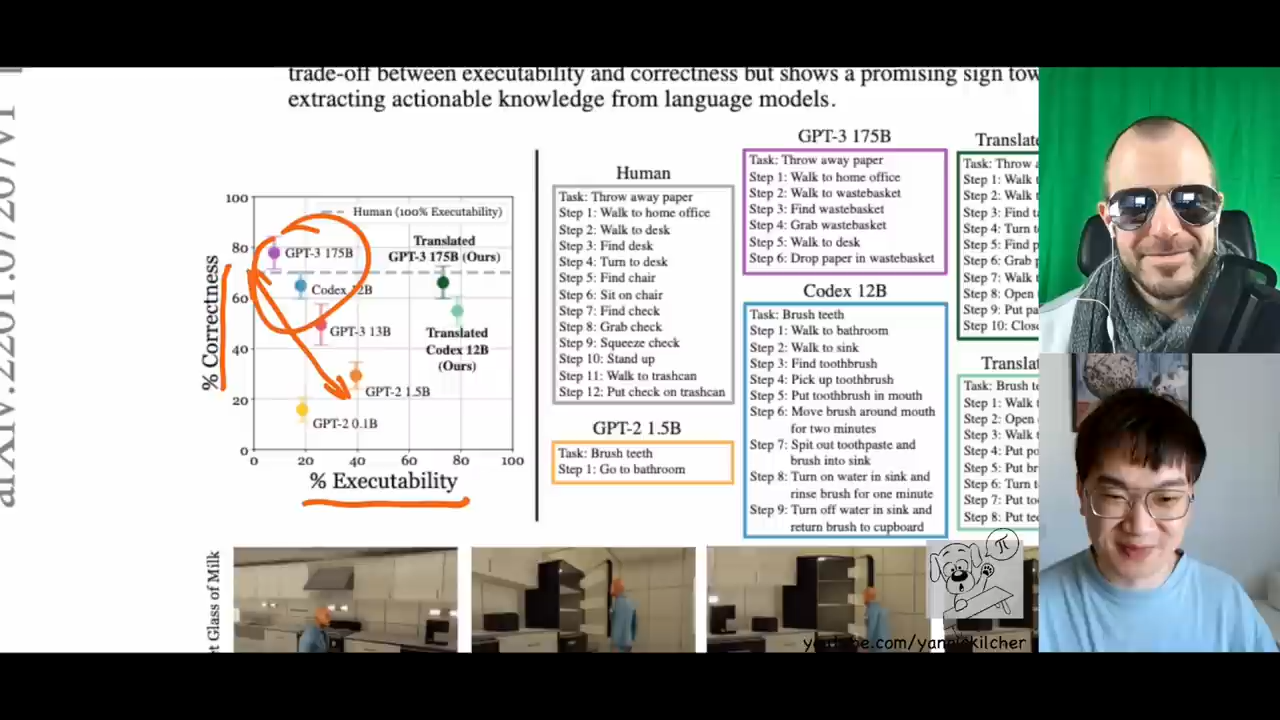 arXiv:2201.07207v1
trade-off between executability and correctness but shows a promising sign tow
extracting actionable knowledge from language models.
% Correctness
100
80
60
40
20
0
0 20 40 60 80 100
% Executability
Human (100% Executability)
GPT-3 175B
Translated
GPT-3 175B (Ours)
Codex 12B
GPT-3 13B
Translated
Codex 12B
(Ours)
GPT-2 1.5B
GPT-2 0.1B
Human
Task: Throw away paper
Step 1: Walk to home office
Step 2: Walk to desk
Step 3: Find desk
Step 4: Turn to desk
Step 5: Find chair
Step 6: Sit on chair
Step 7: Find check
Step 8: Grab check
Step 9: Squeeze check
Step 10: Stand up
Step 11: Walk to trashcan
Step 12: Put check on trashcan
GPT-2 1.5B
Task: Brush teeth
Step 1: Go to bathroom
GPT-3 175B
Task: Throw away paper
Step 1: Walk to home office
Step 2: Walk to wastebasket
Step 3: Find wastebasket
Step 4: Grab wastebasket
Step 5: Walk to desk
Step 6: Drop paper in wastebasket
Codex 12B
Task: Brush teeth
Step 1: Walk to bathroom
Step 2: Walk to sink
Step 3: Find toothbrush
Step 4: Pick up toothbrush
Step 5: Put toothbrush in mouth
Step 6: Move brush around mouth
for two minutes
Step 7: Spit out toothpaste and
brush into sink
Step 8: Turn on water in sink and
rinse brush for one minute
Step 9: Turn off water in sink and
return brush to cupboard
Translate
Task: Throw a
Step 1: Walk t
Step 2: Walk t
Step 3: Find t
Step 4: Turn t
Step 5: Find p
Step 6: Grab p
Step 7: Walk t
Step 8: Open
Step 9: Put pa
Step 10: Close
Translat
Task: Brush te
Step 1: Walk t
Step 2: Open
Step 3: Walk t
Step 4: Put po
Step 5: Put br
Step 6: Turn t
Step 7: Put to
Step 8: Put te
et Glass of Milk
π
youtube.com/yannickilcher